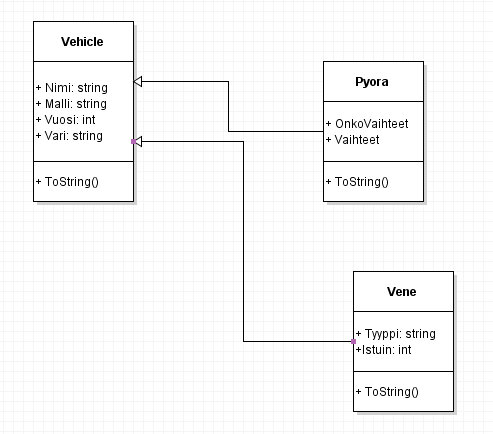 Vehicle
+ Nimi: string
+ Malli: string
+ Vuosi: int
+ Vari: string
+ ToString()
Pyora
+ OnkoVaihteet
+ Vaihteet
+ ToString()
Vene
+ Tyyppi: string
+Istuin: int
+ ToString()